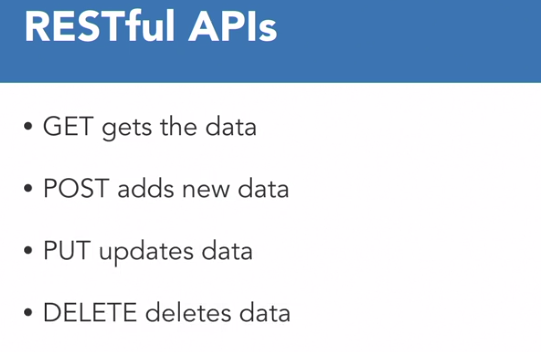 RESTful APIs
• GET gets the data
• POST adds new data
• PUT updates data
• DELETE deletes data